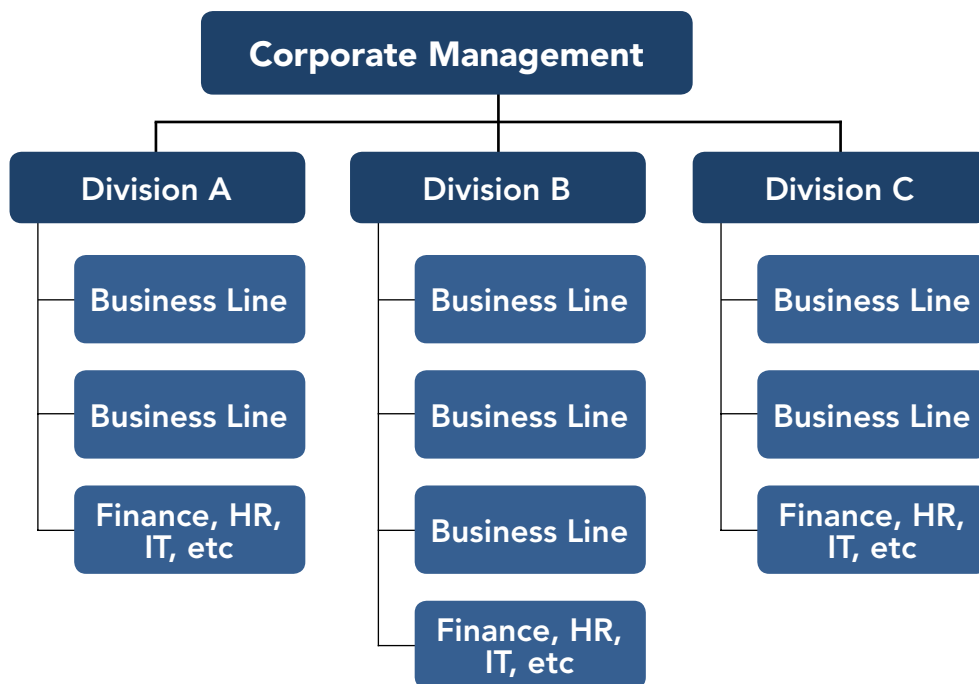 Corporate Management
Division A
Business Line
Business Line
Finance, HR,
IT, etc
Division B
Business Line
Business Line
Business Line
Finance, HR,
IT, etc
Division C
Business Line
Business Line
Finance, HR,
IT, etc